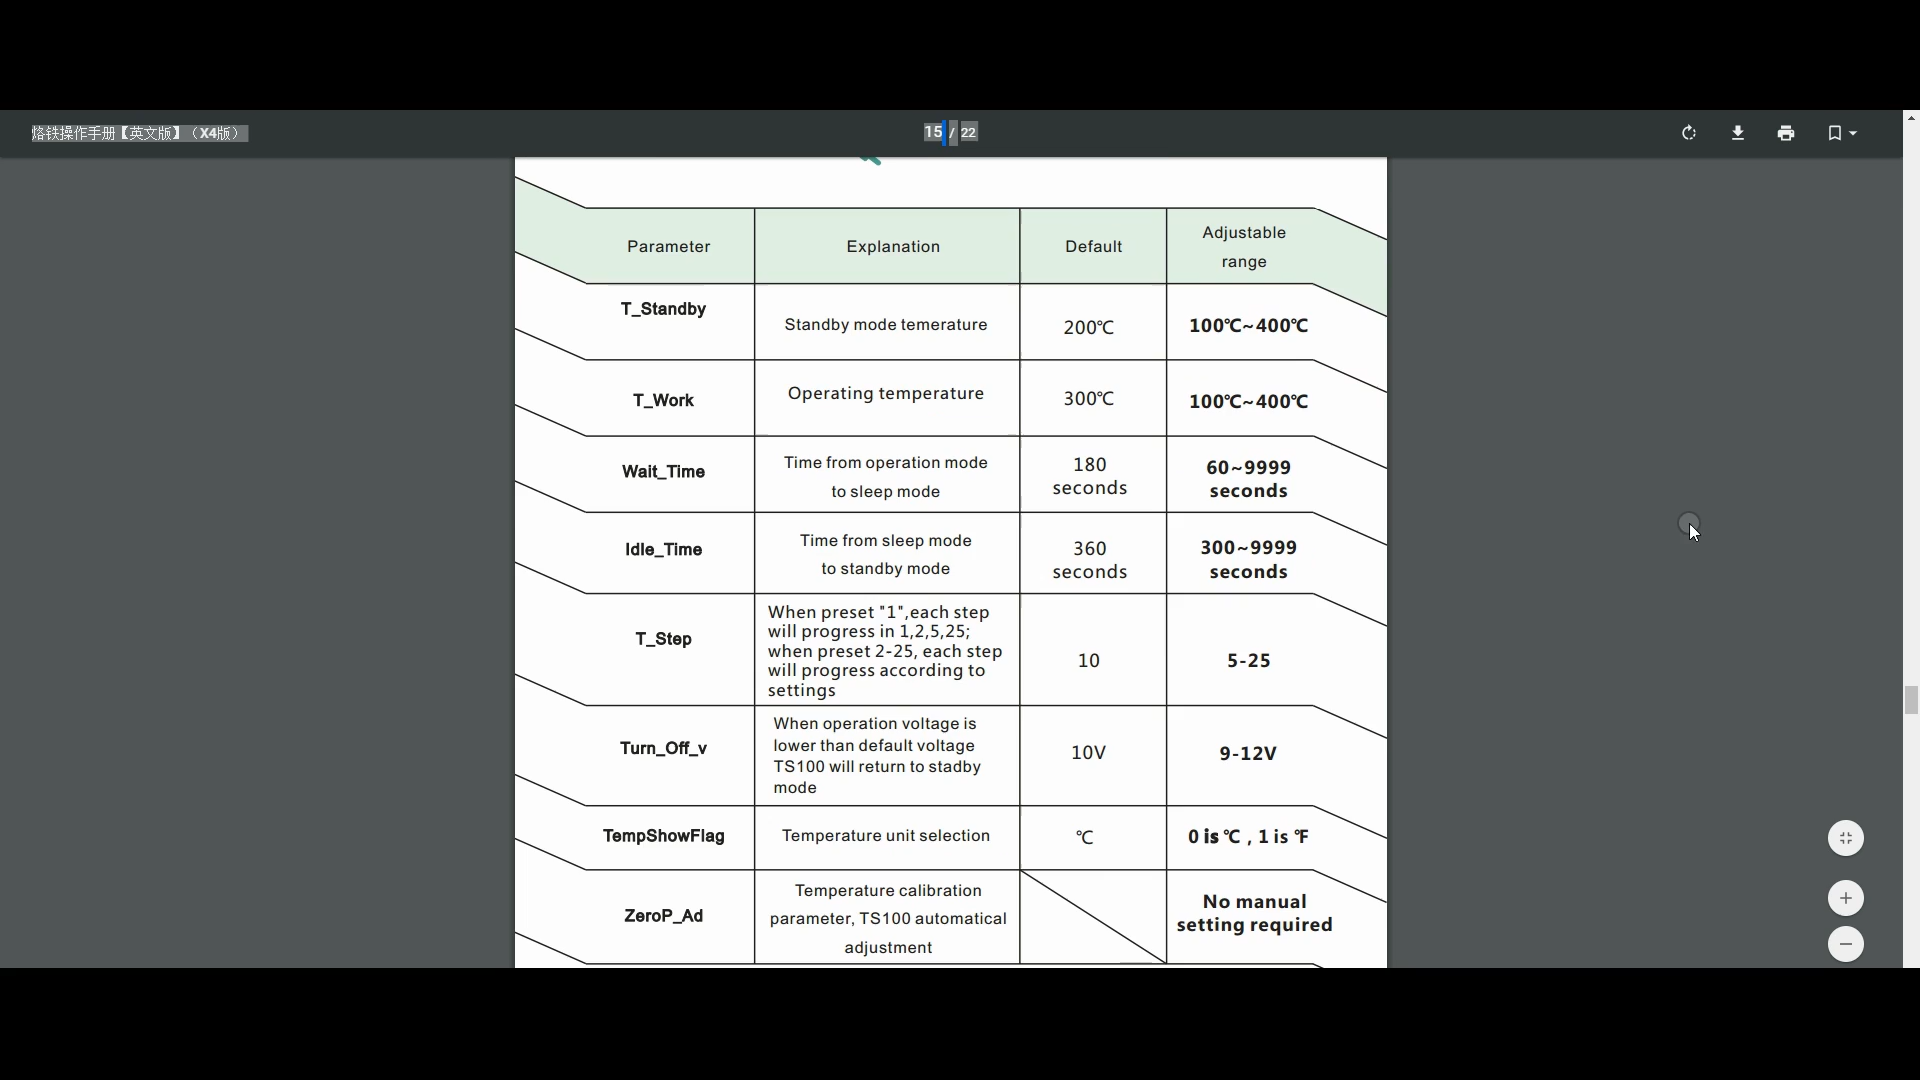 烙铁操作手册【英文版】（X4版）
15 / 22
Parameter
Explanation
Default
Adjustable
range
T_Standby
Standby mode temerature
200℃
100℃~400℃
T_Work
Operating temperature
300℃
100℃~400℃
Wait_Time
Time from operation mode
to sleep mode
180
seconds
60~9999
seconds
Idle_Time
Time from sleep mode
to standby mode
360
seconds
300~9999
seconds
T_Step
When preset "1",each step
will progress in 1,2,5,25;
when preset 2-25, each step
will progress according to
settings
10
5-25
Turn_Off_v
When operation voltage is
lower than default voltage
TS100 will return to stadby
mode
10V
9-12V
TempShowFlag
Temperature unit selection
℃
0 is ℃ , 1 is ℉
ZeroP_Ad
Temperature calibration
parameter, TS100 automatical
adjustment
No manual
setting required